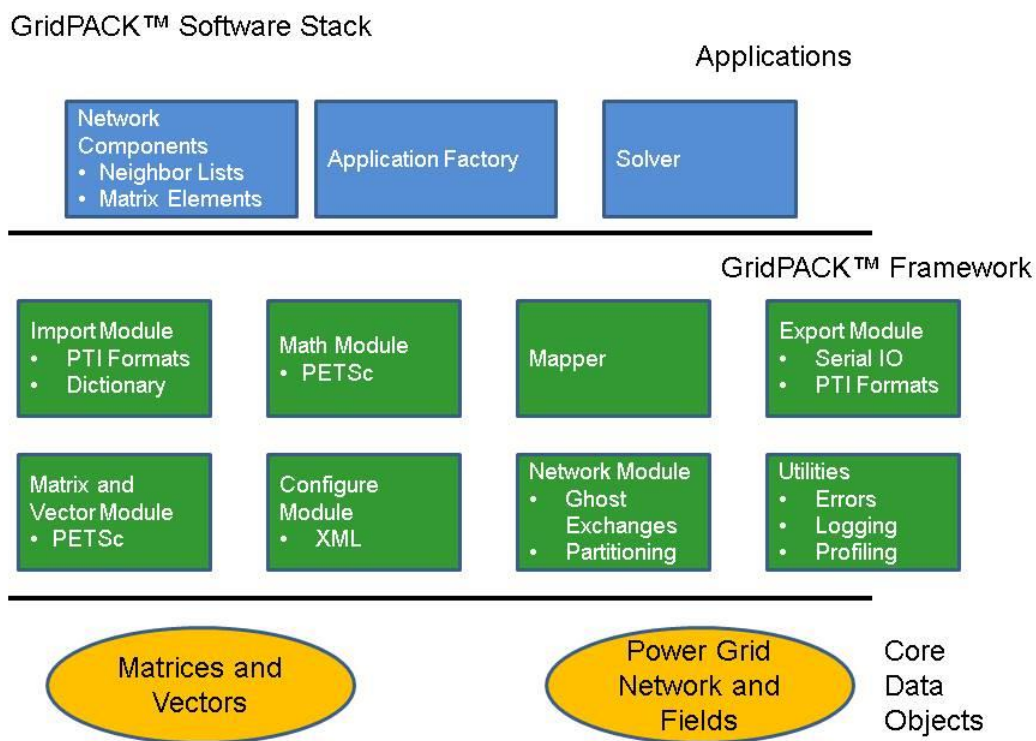 GridPACK™ Software Stack
Applications
Network
Components
• Neighbor Lists
• Matrix Elements
Application Factory
Solver
GridPACK™ Framework
Import Module
• PTI Formats
• Dictionary
Math Module
• PETSc
Mapper
Export Module
• Serial IO
• PTI Formats
Matrix and
Vector Module
• PETSc
Configure
Module
• XML
Network Module
• Ghost
Exchanges
• Partitioning
Utilities
• Errors
• Logging
• Profiling
Matrices and
Vectors
Power Grid
Network and
Fields
Core
Data
Objects